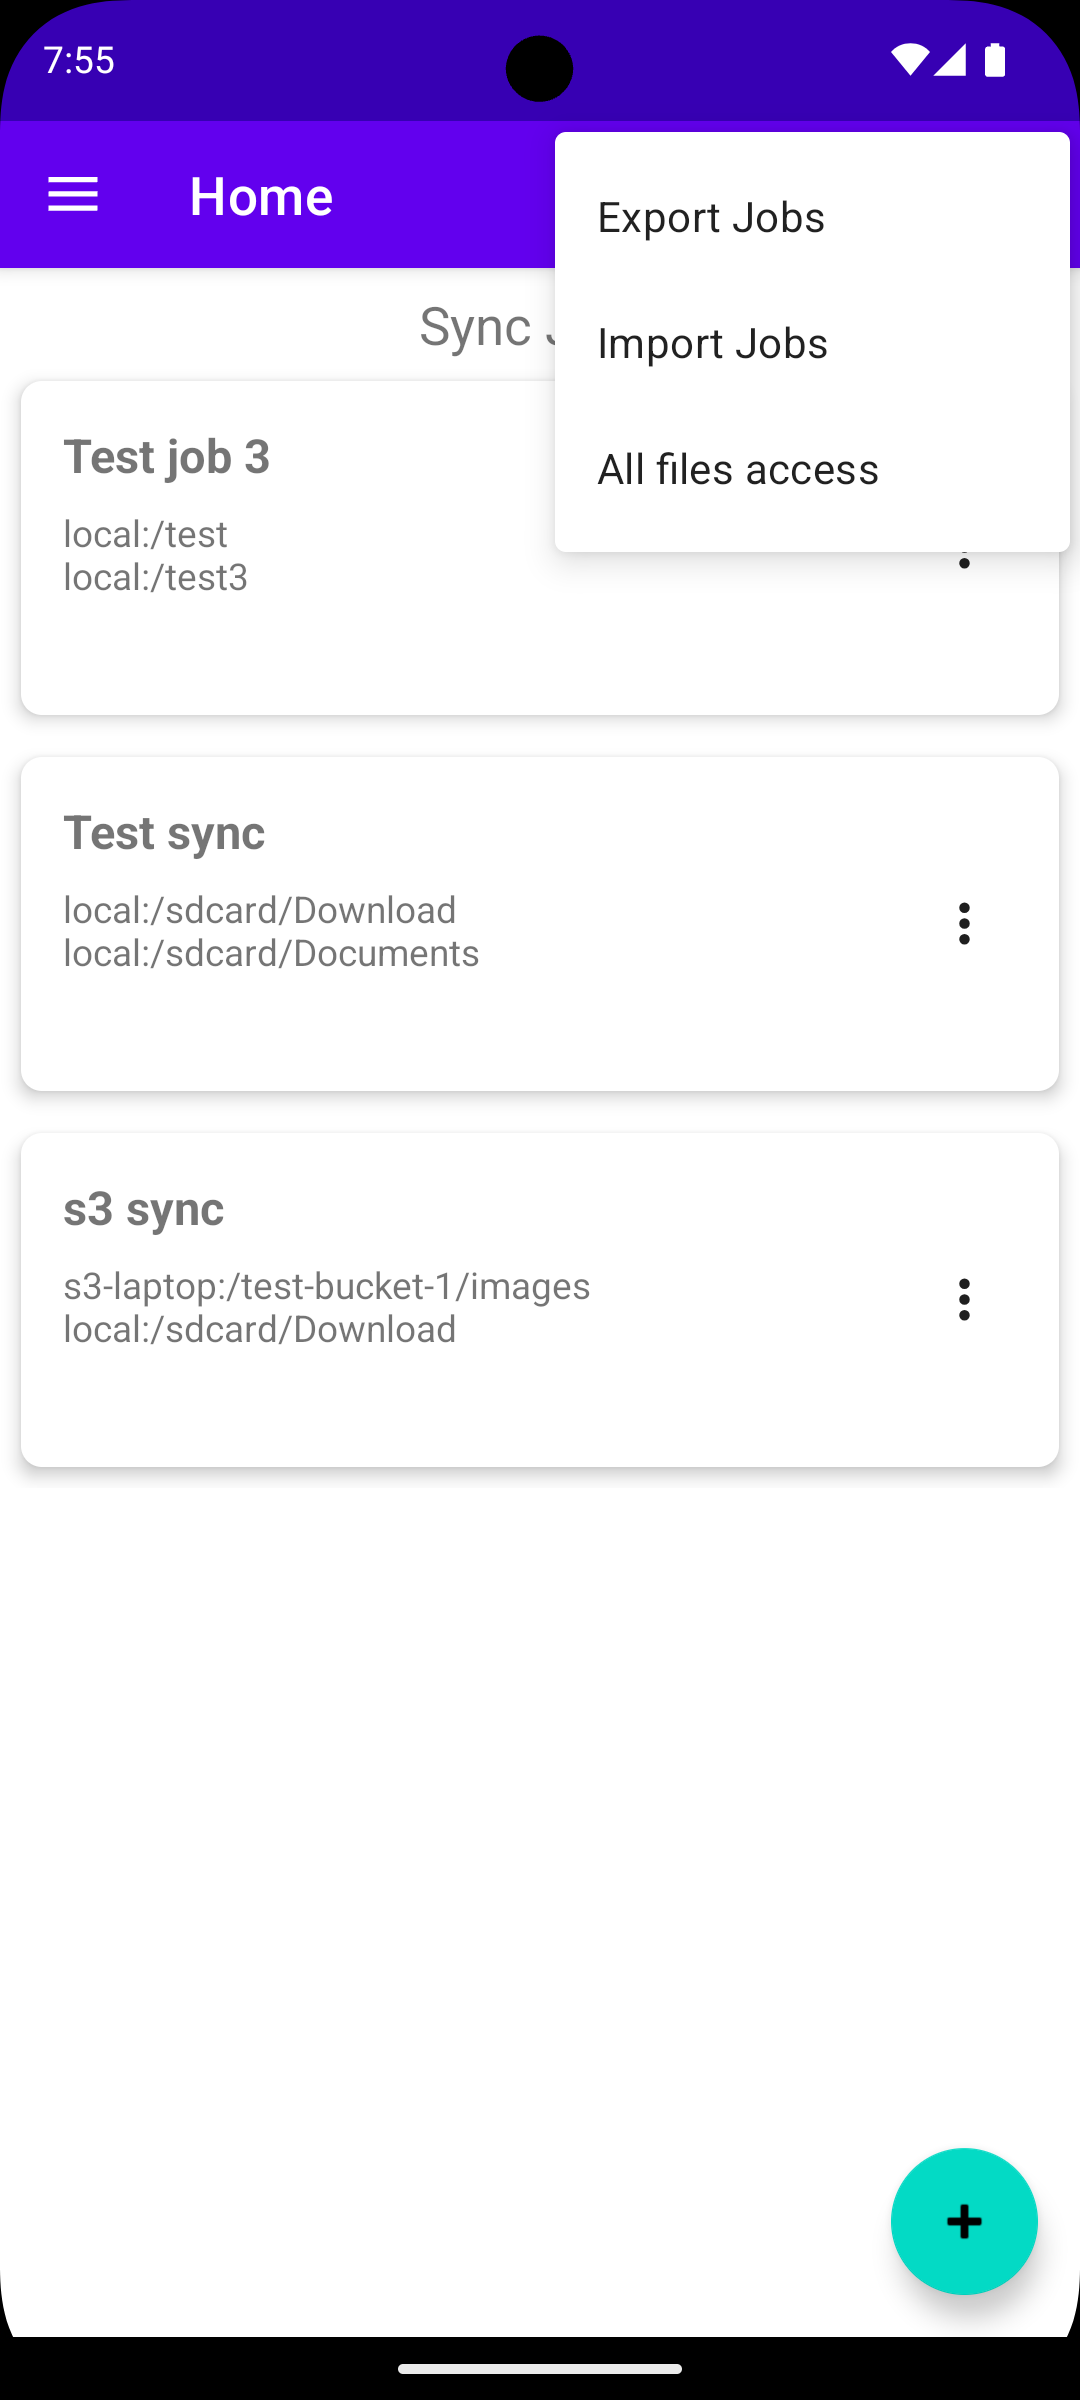 7:55
Home
Export Jobs
Import Jobs
All files access
Sync
Test job 3
local:/test
local:/test3
Test sync
local:/sdcard/Download
local:/sdcard/Documents
s3 sync
s3-laptop:/test-bucket-1/images
local:/sdcard/Download